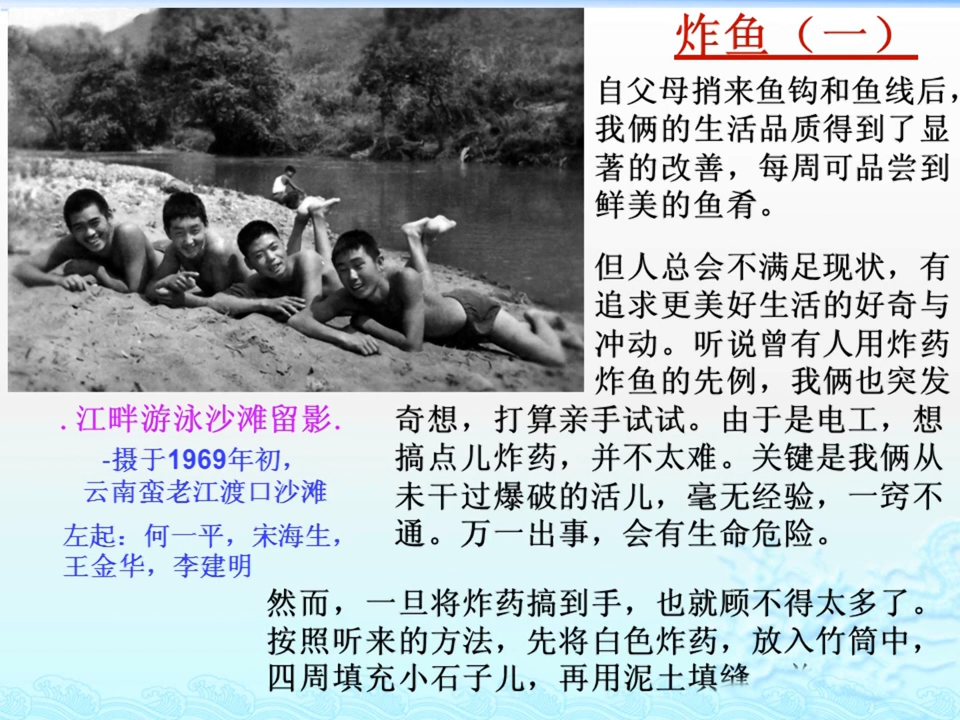 炸鱼（一）
自父母捎来鱼钩和鱼线后，
我俩的生活品质得到了显
著的改善，每周可品尝到
鲜美的鱼肴。
但人总会不满足现状，有
追求更美好生活的好奇与
冲动。听说曾有人用炸药
炸鱼的先例，我俩也突发
奇想，打算亲手试试。由于是电工，想
搞点儿炸药，并不太难。关键是我俩从
未干过爆破的活儿，毫无经验，一窍不
通。万一出事，会有生命危险。
然而，一旦将炸药搞到手，也就顾不得太多了。
按照听来的方法，先将白色炸药，放入竹筒中，
四周填充小石子儿，再用泥土填缝
.江畔游泳沙滩留影.
-摄于1969年初，
云南蛮老江渡口沙滩
左起：何一平，宋海生，
王金华，李建明